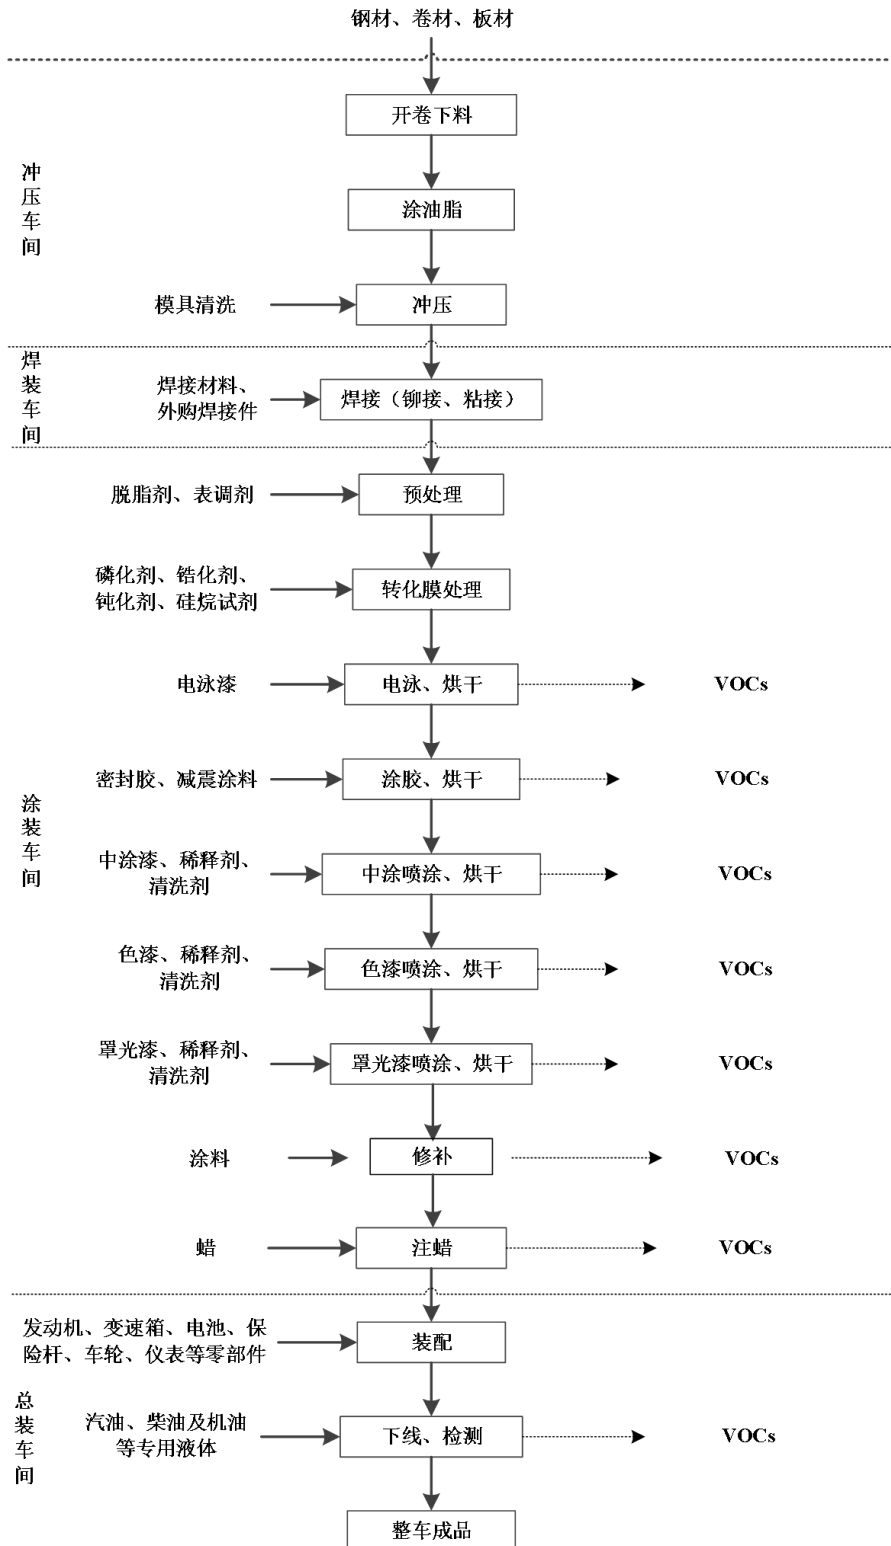 钢材、卷材、板材
冲压车间
开卷下料
涂油脂
模具清洗
冲压
焊装车间
焊接材料、
外购焊接件
焊接（铆接、粘接）
脱脂剂、表调剂
预处理
磷化剂、锆化剂、
钝化剂、硅烷试剂
转化膜处理
电泳漆
电泳、烘干
VOCs
涂装车间
密封胶、减震涂料
涂胶、烘干
VOCs
中涂漆、稀释剂、
清洗剂
中涂喷涂、烘干
VOCs
色漆、稀释剂、
清洗剂
色漆喷涂、烘干
VOCs
罩光漆、稀释剂、
清洗剂
罩光漆喷涂、烘干
VOCs
涂料
修补
VOCs
蜡
注蜡
VOCs
总装车间
发动机、变速箱、电池、保
险杆、车轮、仪表等零部件
装配
汽油、柴油及机油
等专用液体
下线、检测
VOCs
整车成品